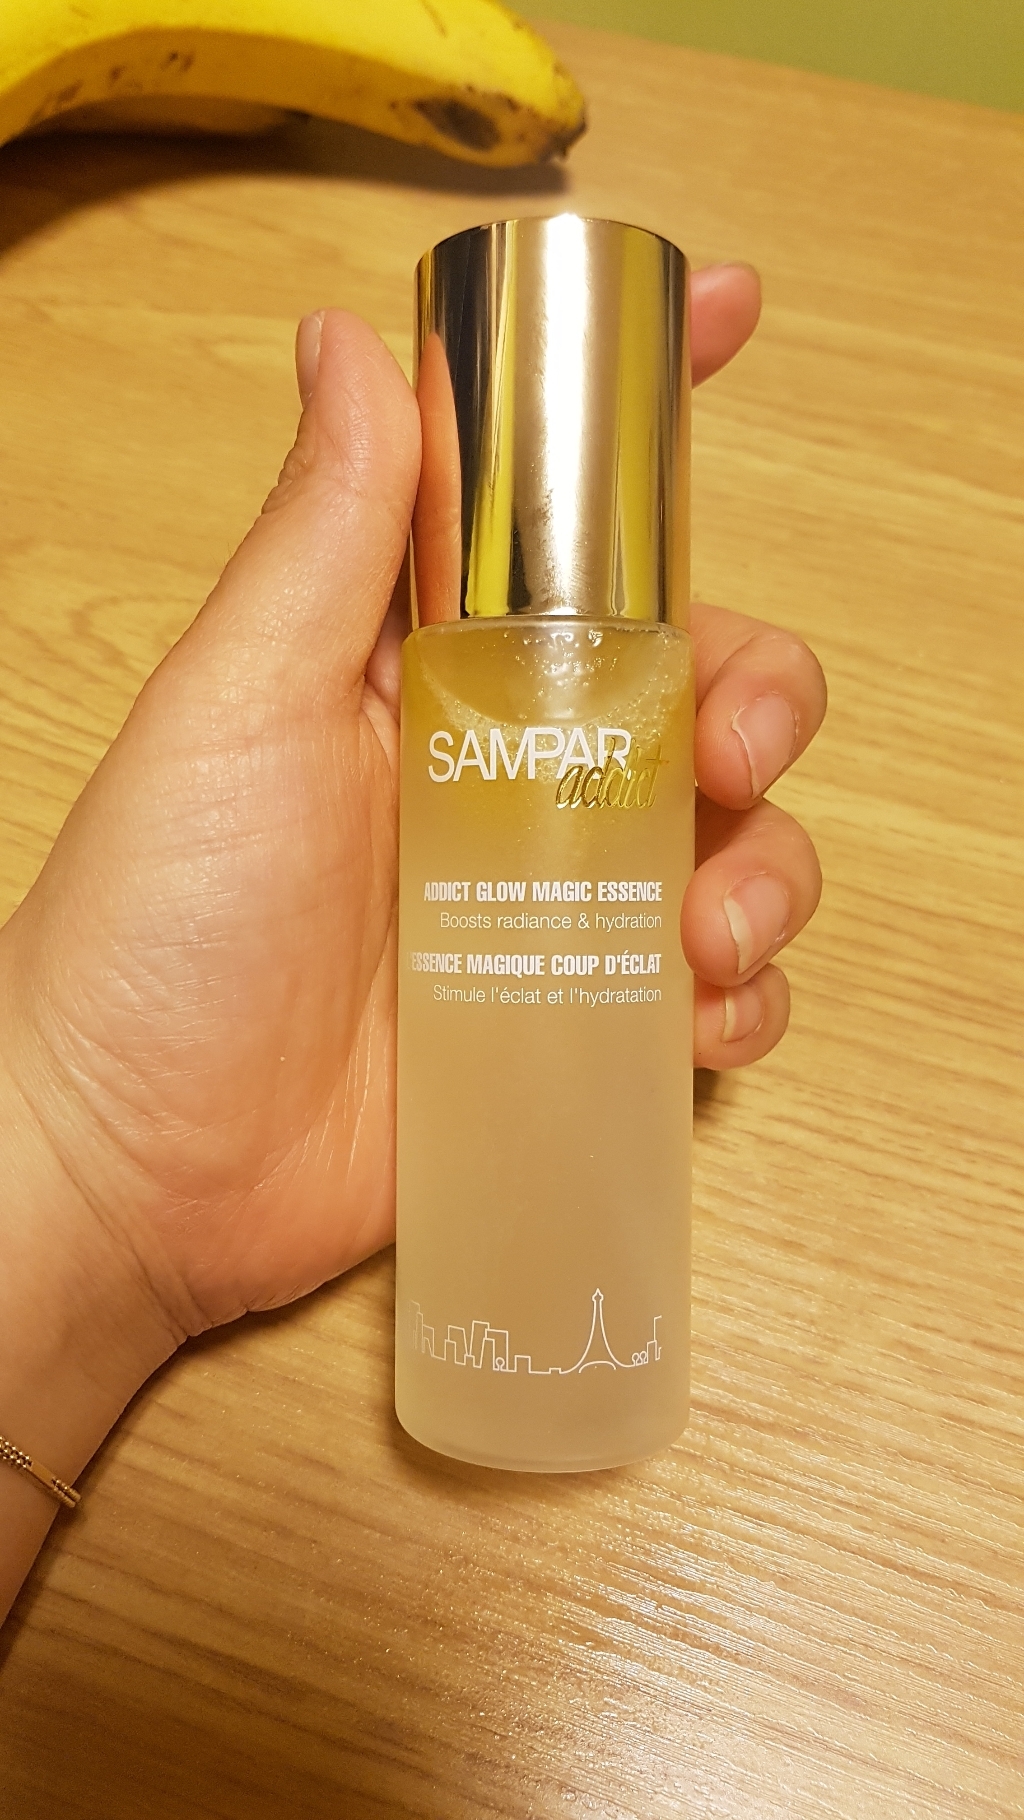 SAMPAR
addict
ADDICT GLOW MAGIC ESSENCE
Boosts radiance & hydration
ESSENCE MAGIQUE COUP D'ÉCLAT
Stimule l'éclat et l'hydratation